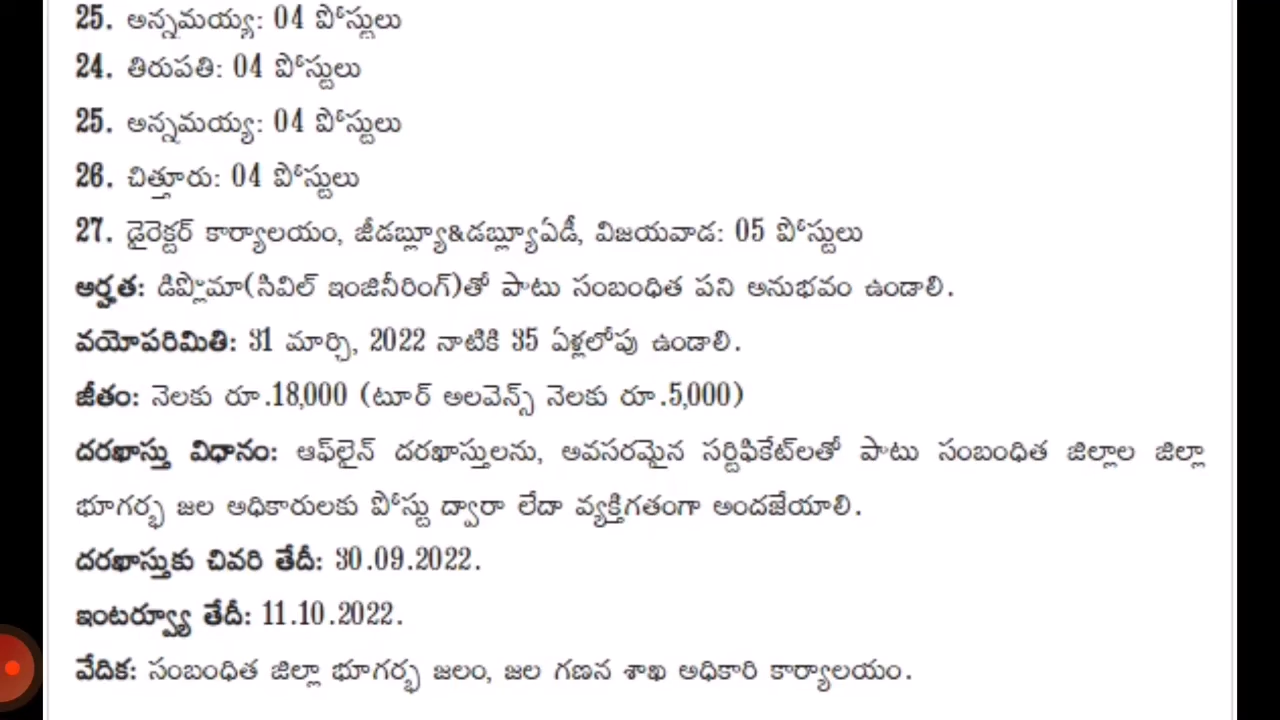 25. అన్నమయ్య: 04 పోస్టులు
24. తిరుపతి: 04 పోస్టులు
25. అన్నమయ్య: 04 పోస్టులు
26. చిత్తూరు: 04 పోస్టులు
27. డైరెక్టర్ కార్యాలయం, జీడబ్ల్యూ&డబ్ల్యూఏడీ, విజయవాడ: 05 పోస్టులు
అర్హత: డిప్లొమా(సివిల్ ఇంజినీరింగ్)తో పాటు సంబంధిత పని అనుభవం ఉండాలి.
వయోపరిమితి: 31 మార్చి, 2022 నాటికి 35 ఏళ్లలోపు ఉండాలి.
జీతం: నెలకు రూ.18,000 (టూర్ అలవెన్స్ నెలకు రూ.5,000)
దరఖాస్తు విధానం: ఆఫ్‌లైన్ దరఖాస్తులను, అవసరమైన సర్టిఫికేట్‌లతో పాటు సంబంధిత జిల్లాల జిల్లా
భూగర్భ జల అధికారులకు పోస్టు ద్వారా లేదా వ్యక్తిగతంగా అందజేయాలి.
దరఖాస్తుకు చివరి తేదీ: 30.09.2022.
ఇంటర్వ్యూ తేదీ: 11.10.2022.
వేదిక: సంబంధిత జిల్లా భూగర్భ జలం, జల గణన శాఖ అధికారి కార్యాలయం.